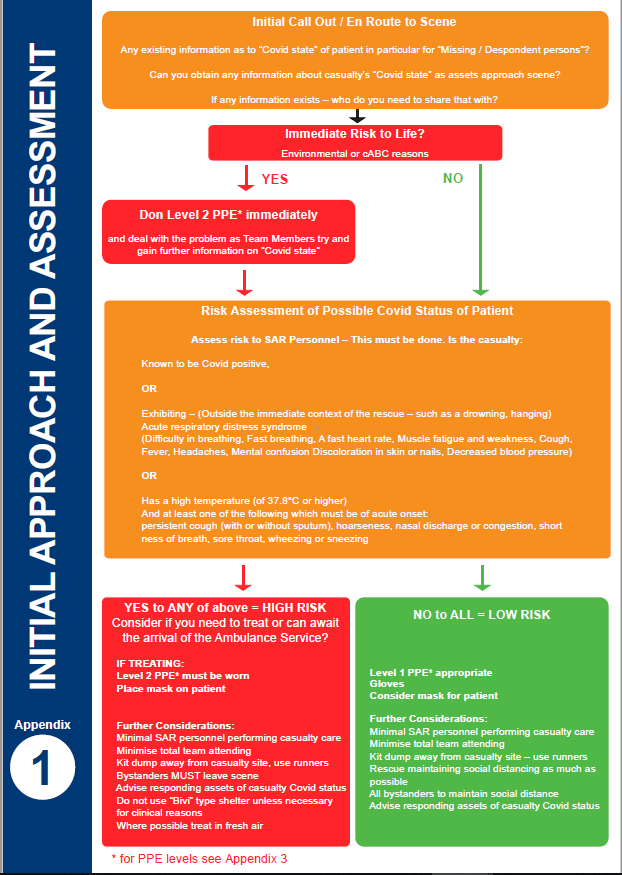 INITIAL APPROACH AND ASSESSMENT
Appendix
1
Initial Call Out / En Route to Scene
Any existing information as to “Covid state” of patient in particular for “Missing / Despondent persons”?
Can you obtain any information about casualty’s “Covid state” as assets approach scene?
If any information exists – who do you need to share that with?
Immediate Risk to Life?
Environmental or cABC reasons
YES
NO
Don Level 2 PPE* immediately
and deal with the problem as Team Members try and
gain further information on “Covid state”
Risk Assessment of Possible Covid Status of Patient
Assess risk to SAR Personnel – This must be done. Is the casualty:
Known to be Covid positive,
OR
Exhibiting – (Outside the immediate context of the rescue – such as a drowning, hanging)
Acute respiratory distress syndrome
(Difficulty in breathing, Fast breathing, A fast heart rate, Muscle fatigue and weakness, Cough,
Fever, Headaches, Mental confusion Discoloration in skin or nails, Decreased blood pressure)
OR
Has a high temperature (of 37.8°C or higher)
And at least one of the following which must be of acute onset:
persistent cough (with or without sputum), hoarseness, nasal discharge or congestion, short
ness of breath, sore throat, wheezing or sneezing
YES to ANY of above = HIGH RISK
Consider if you need to treat or can await
the arrival of the Ambulance Service?
IF TREATING:
Level 2 PPE* must be worn
Place mask on patient
Further Considerations:
Minimal SAR personnel performing casualty care
Minimise total team attending
Kit dump away from casualty site, use runners
Bystanders MUST leave scene
Advise responding assets of casualty Covid status
Do not use “Bivi” type shelter unless necessary
for clinical reasons
Where possible treat in fresh air
NO to ALL = LOW RISK
Level 1 PPE* appropriate
Gloves
Consider mask for patient
Further Considerations:
Minimal SAR personnel performing casualty care
Minimise total team attending
Kit dump away from casualty site – use runners
Rescue maintaining social distancing as much as
possible
All bystanders to maintain social distance
Advise responding assets of casualty Covid status
* for PPE levels see Appendix 3